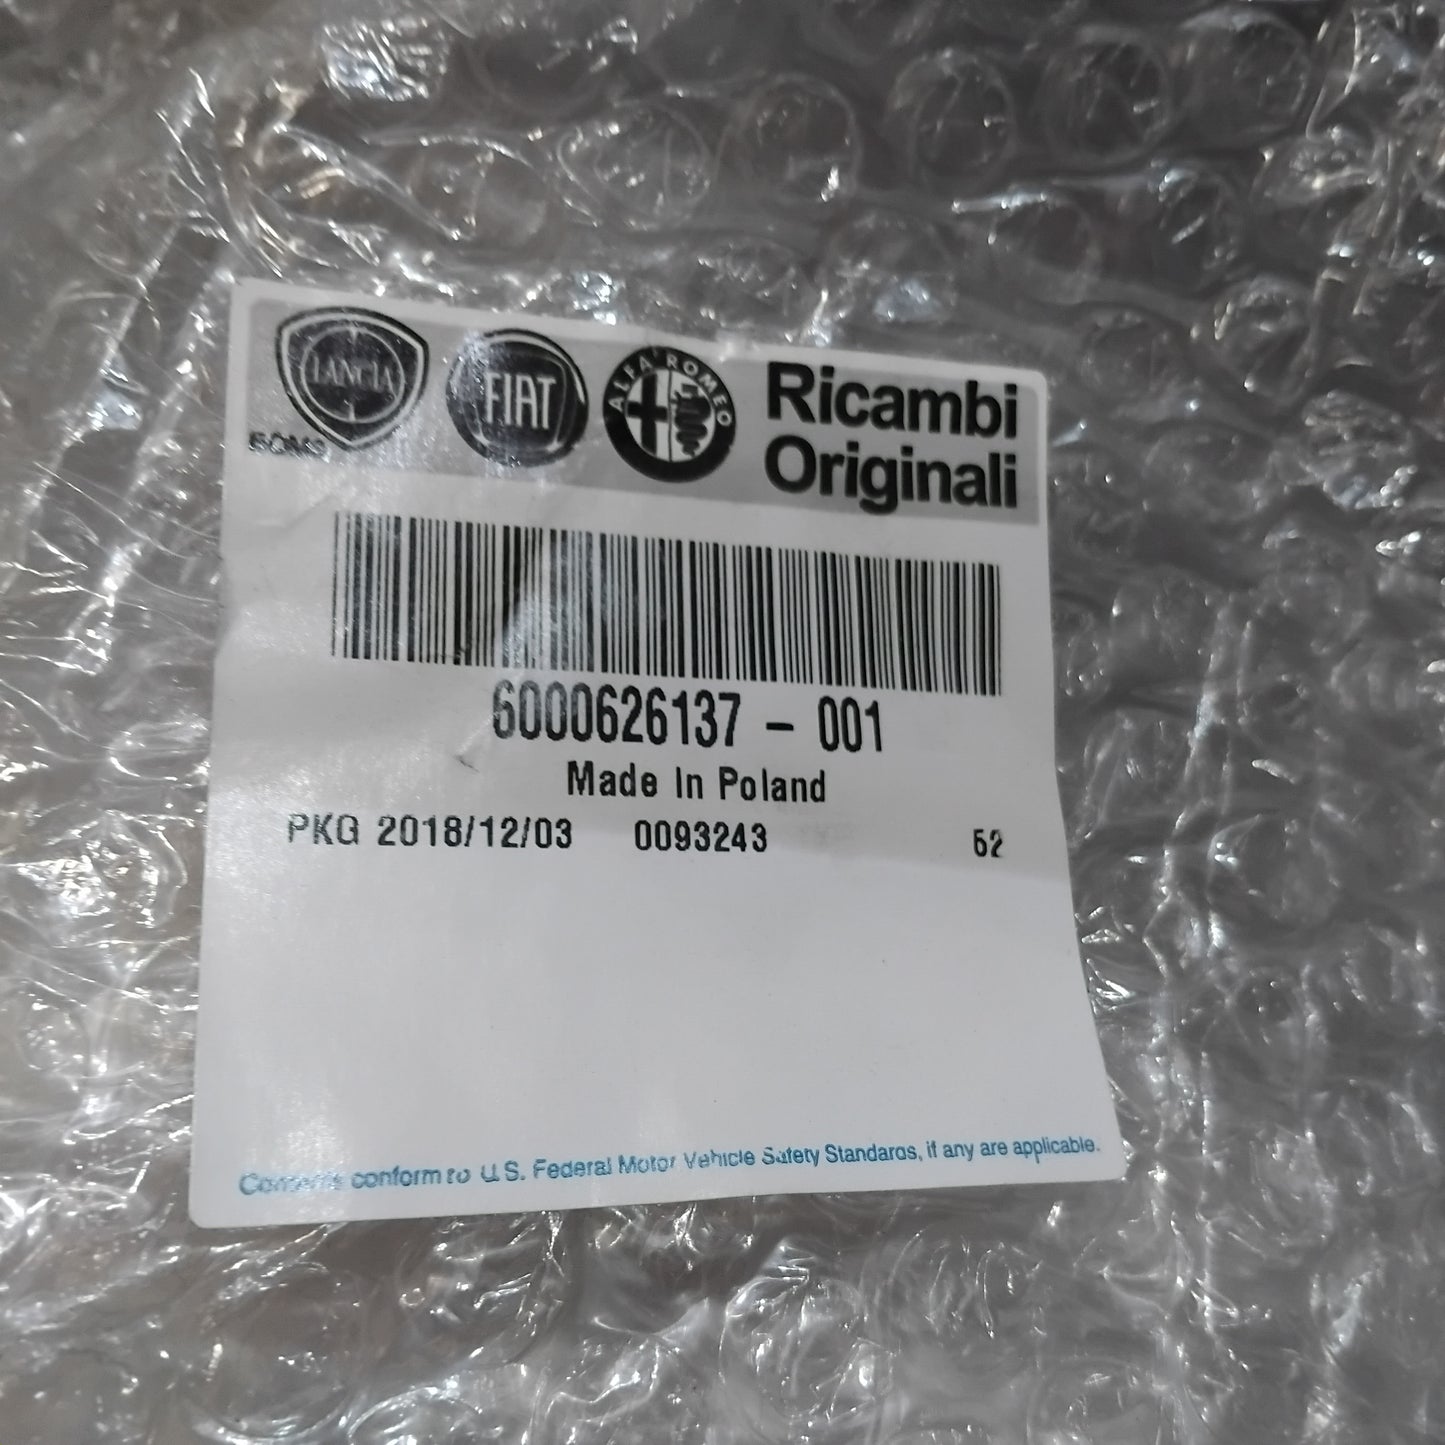 LANCIA
FIAT
ALFA ROMEO
Ricambi
Originali
6000626137 - 001
Made In Poland
PKG 2018/12/03 0093243 52
conform to U.S. Federal Motor Vehicle Safety Standards, if any are applicable.